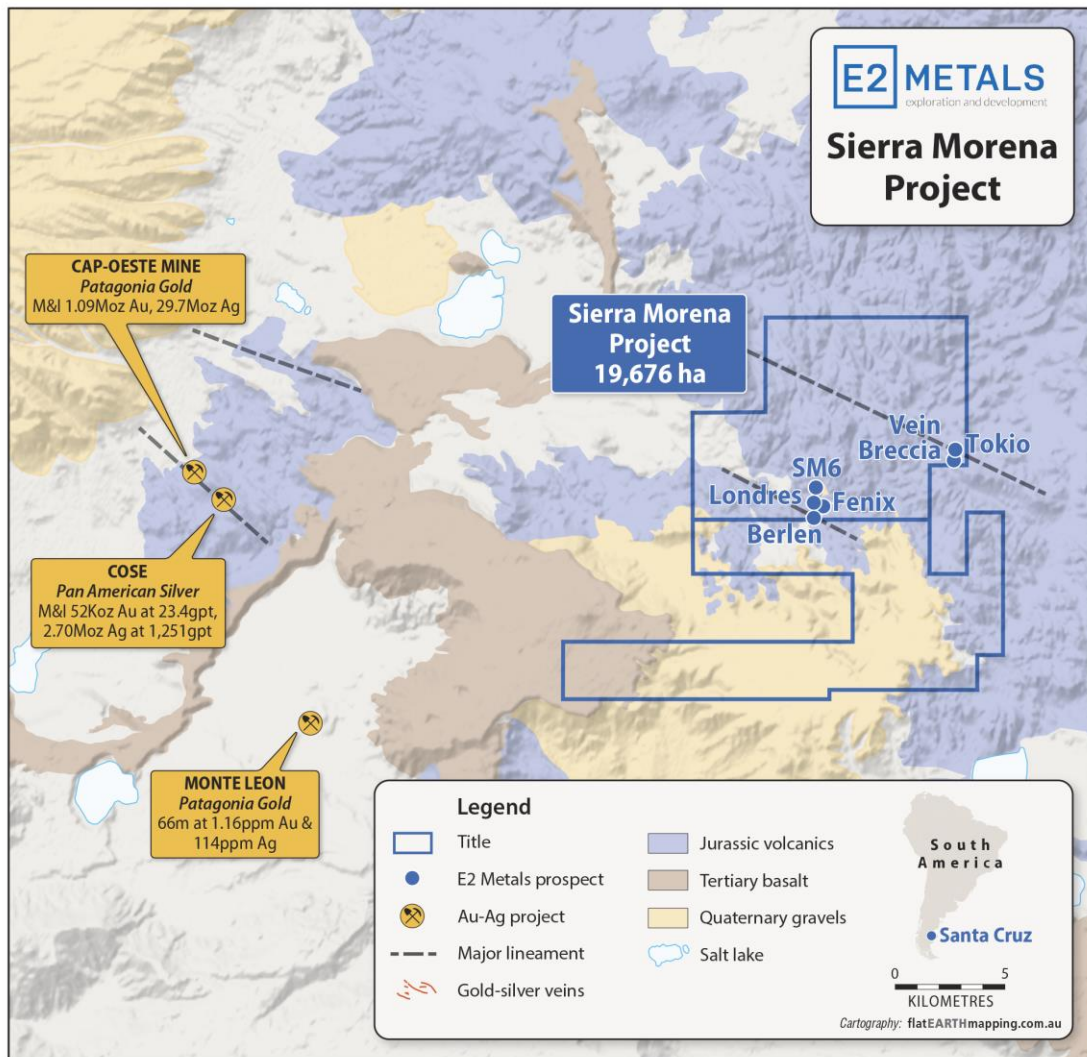 E2 METALS
exploration and development
Sierra Morena
Project
CAP-OESTE MINE
Patagonia Gold
M&I 1.09Moz Au, 29.7Moz Ag
Sierra Morena
Project
19,676 ha
Vein
Breccia
Tokio
SM6
Londres
Fenix
Berlen
COSE
Pan American Silver
M&I 52Koz Au at 23.4gpt,
2.70Moz Ag at 1,251gpt
MONTE LEON
Patagonia Gold
66m at 1.16ppm Au &
114ppm Ag
Legend
Title
E2 Metals prospect
Au-Ag project
Major lineament
Gold-silver veins
Jurassic volcanics
Tertiary basalt
Quaternary gravels
Salt lake
South
America
Santa Cruz
0 5
KILOMETRES
Cartography: flatEARTHmapping.com.au